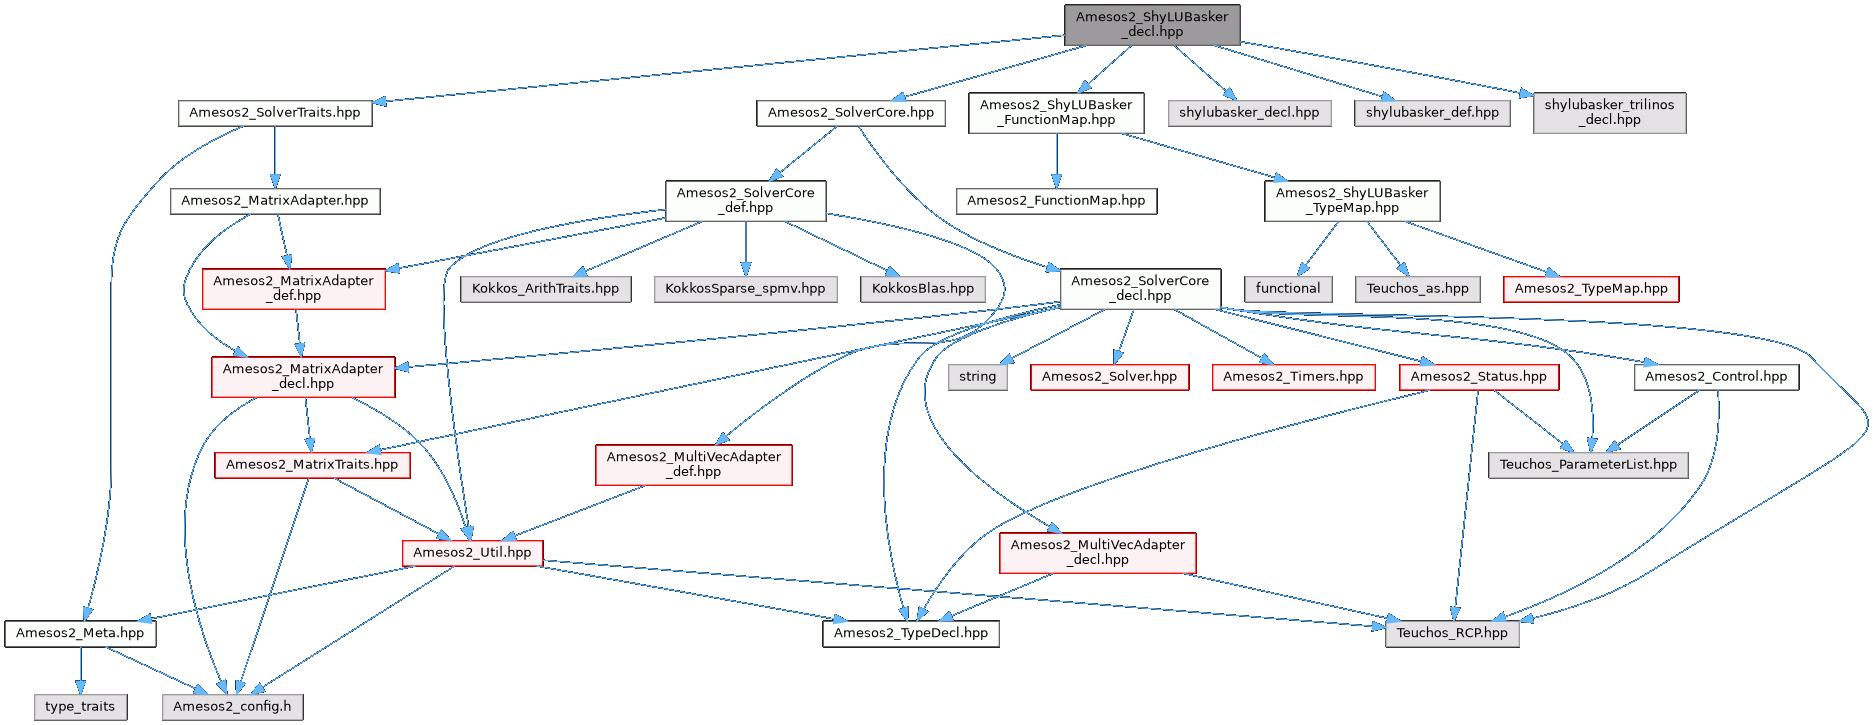 Amesos2_ShyLUBasker
_decl.hpp
Amesos2_SolverTraits.hpp
Amesos2_SolverCore.hpp
Amesos2_ShyLUBasker
_FunctionMap.hpp
shylubasker_decl.hpp
shylubasker_def.hpp
shylubasker_trilinos
_decl.hpp
Amesos2_MatrixAdapter.hpp
Amesos2_SolverCore
_def.hpp
Amesos2_FunctionMap.hpp
Amesos2_ShyLUBasker
_TypeMap.hpp
Amesos2_MatrixAdapter
_def.hpp
Kokkos_ArithTraits.hpp
KokkosSparse_spmv.hpp
KokkosBlas.hpp
Amesos2_SolverCore
_decl.hpp
functional
Teuchos_as.hpp
Amesos2_TypeMap.hpp
Amesos2_MatrixAdapter
_decl.hpp
string
Amesos2_Solver.hpp
Amesos2_Timers.hpp
Amesos2_Status.hpp
Amesos2_Control.hpp
Amesos2_MatrixTraits.hpp
Amesos2_MultiVecAdapter
_def.hpp
Teuchos_ParameterList.hpp
Amesos2_Util.hpp
Amesos2_MultiVecAdapter
_decl.hpp
Amesos2_Meta.hpp
Amesos2_TypeDecl.hpp
Teuchos_RCP.hpp
type_traits
Amesos2_config.h